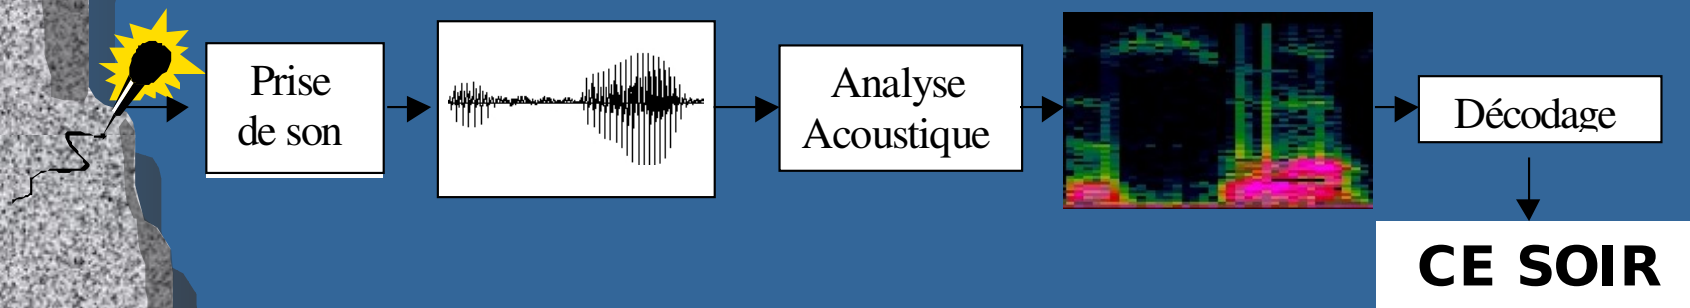 Prise
de son
Analyse
Acoustique
Décodage
CE SOIR